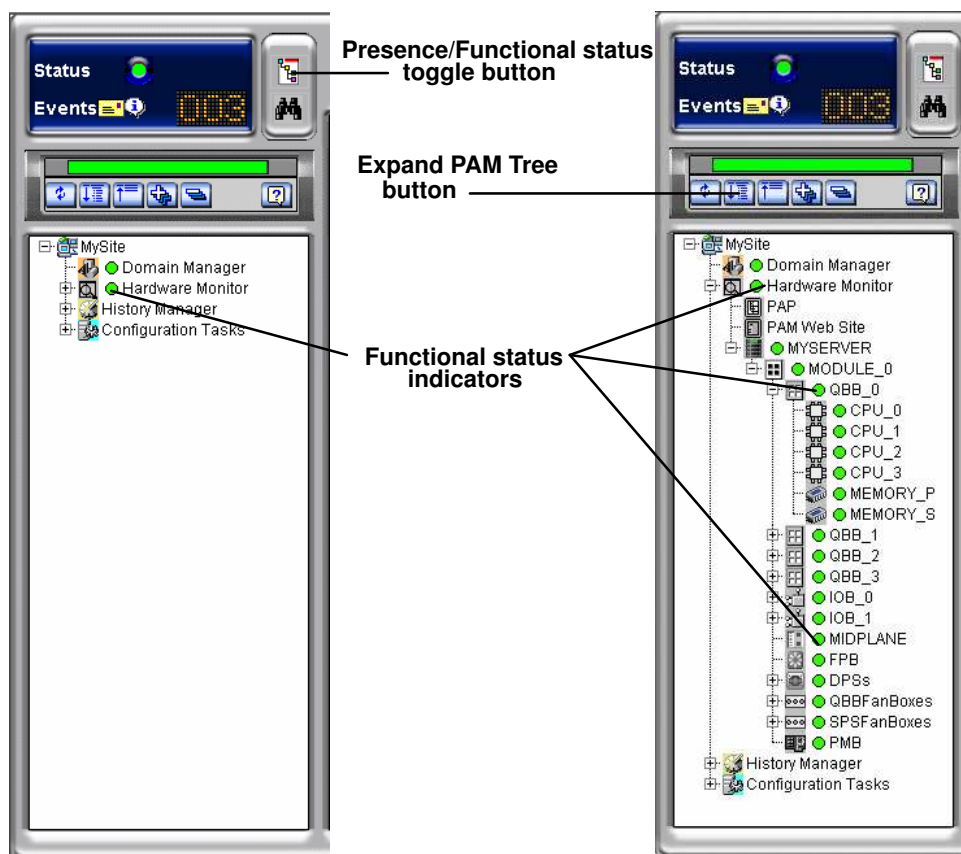 Status
Events
003
Presence/Functional status
toggle button
Expand PAM Tree
button
MySite
Domain Manager
Hardware Monitor
History Manager
Configuration Tasks
Functional status
indicators
Status
Events
003
MySite
Domain Manager
Hardware Monitor
PAP
PAM Web Site
MYSERVER
MODULE_0
QBB_0
CPU_0
CPU_1
CPU_2
CPU_3
MEMORY_P
MEMORY_S
QBB_1
QBB_2
QBB_3
IOB_0
IOB_1
MIDPLANE
FPB
DPSs
QBBFanBoxes
SPSFanBoxes
PMB
History Manager
Configuration Tasks